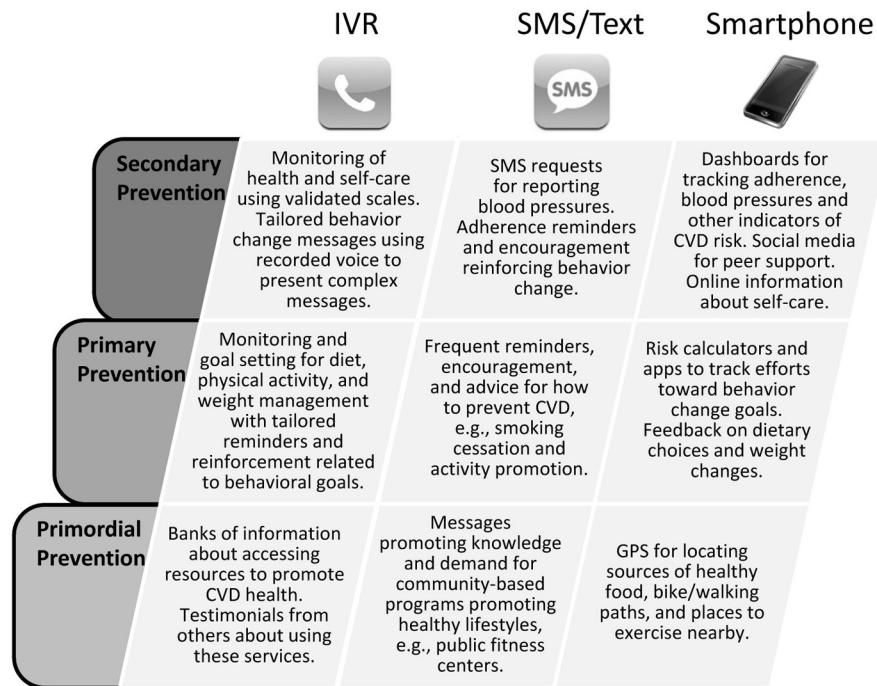 IVR
SMS/Text
Smartphone
SMS
Secondary
Prevention
Monitoring of
health and self-care
using validated scales.
Tailored behavior
change messages using
recorded voice to
present complex
messages.
SMS requests
for reporting
blood pressures.
Adherence reminders
and encouragement
reinforcing behavior
change.
Dashboards for
tracking adherence,
blood pressures and
other indicators of
CVD risk. Social media
for peer support.
Online information
about self-care.
Primary
Prevention
Monitoring and
goal setting for diet,
physical activity, and
weight management
with tailored
reminders and
reinforcement related
to behavioral goals.
Frequent reminders,
encouragement,
and advice for how
to prevent CVD,
e.g., smoking
cessation and
activity promotion.
Risk calculators and
apps to track efforts
toward behavior
change goals.
Feedback on dietary
choices and weight
changes.
Primordial
Prevention
Banks of information
about accessing
resources to promote
CVD health.
Testimonials from
others about using
these services.
Messages
promoting knowledge
and demand for
community-based
programs promoting
healthy lifestyles,
e.g., public fitness
centers.
GPS for locating
sources of healthy
food, bike/walking
paths, and places to
exercise nearby.